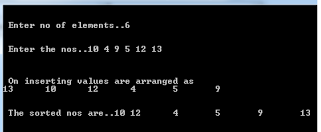 Enter no of elements..6
Enter the nos..10 4 9 5 12 13
On inserting values are arranged as
13 10 12 4 5 9
The sorted nos are..10 12 4 5 9 13